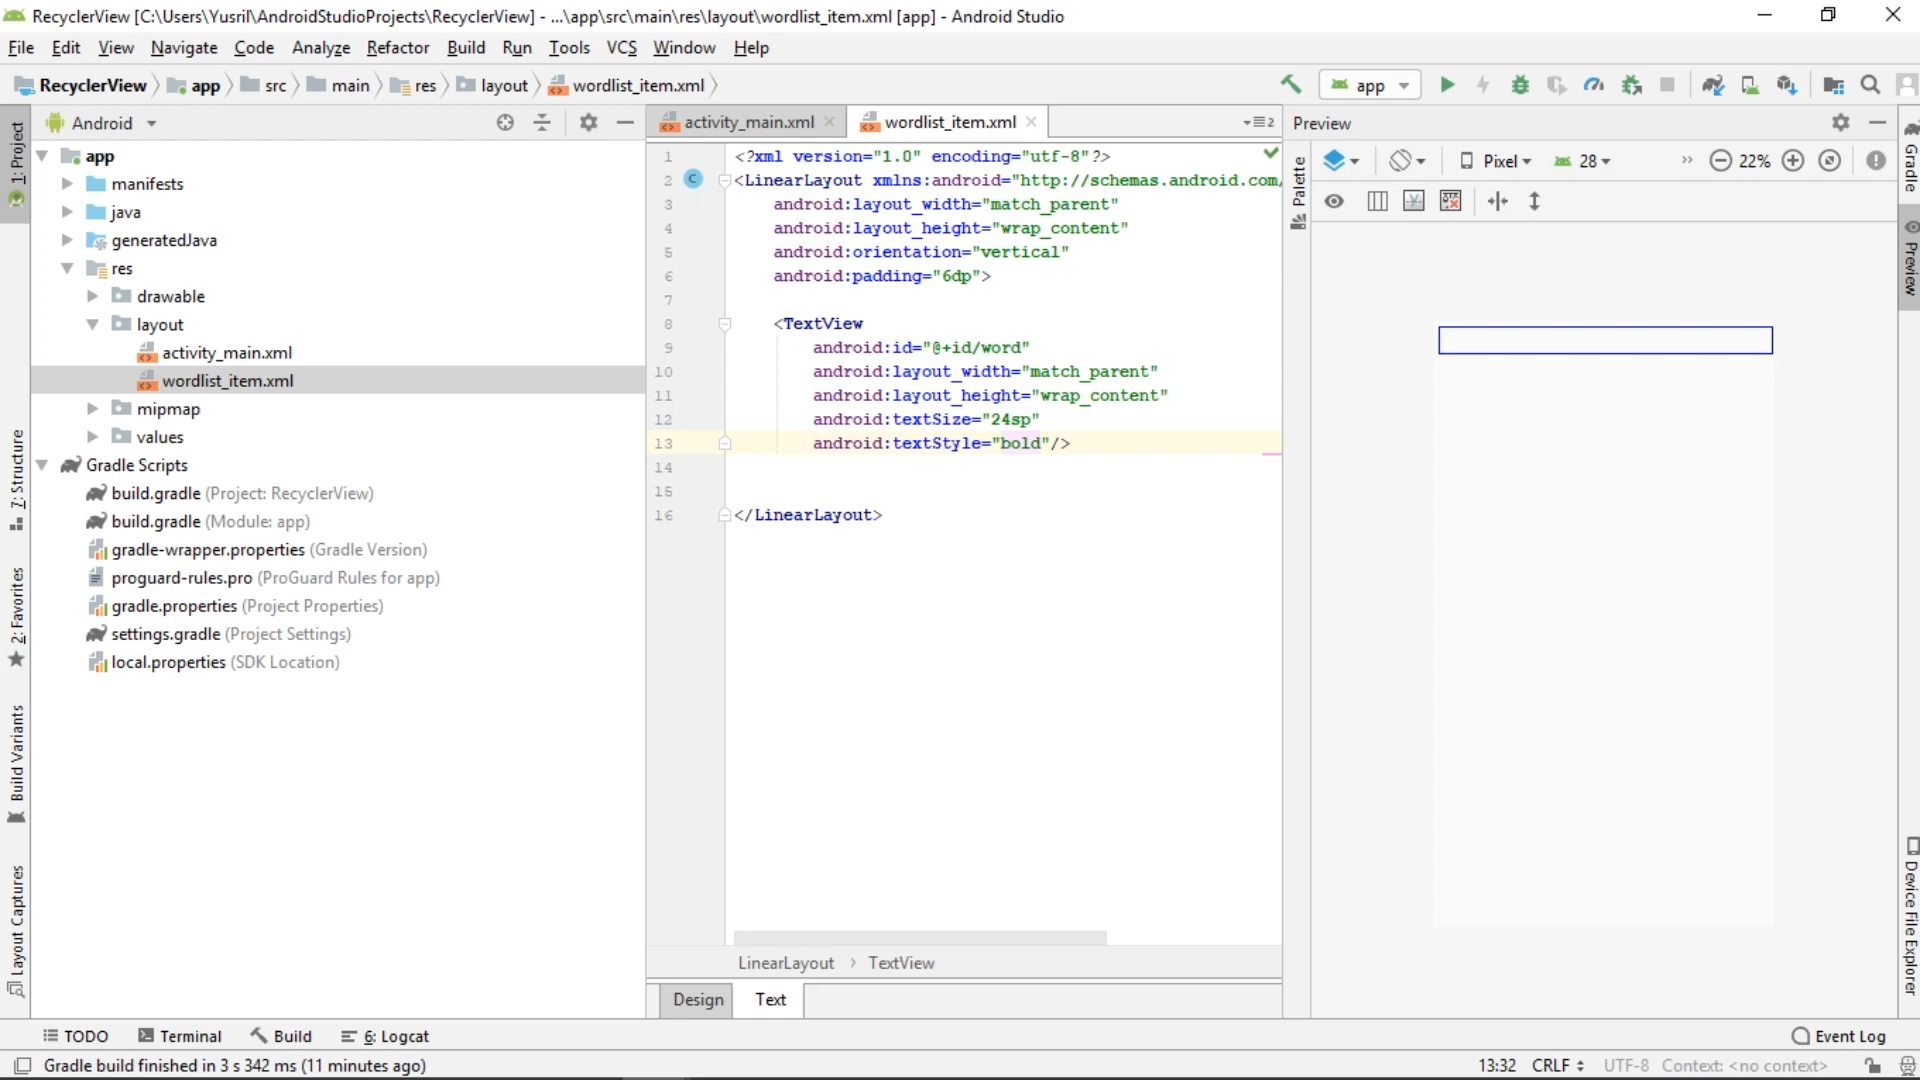 RecyclerView [C:\Users\Yusril\AndroidStudioProjects\RecyclerView] - ...\app\src\main\res\layout\wordlist_item.xml [app] - Android Studio
File Edit View Navigate Code Analyze Refactor Build Run Tools VCS Window Help
RecyclerView app src main res layout wordlist_item.xml
app
1: Project
7: Structure
2: Favorites
Build Variants
Layout Captures
Android
app
manifests
java
generatedJava
res
drawable
layout
activity_main.xml
wordlist_item.xml
mipmap
values
Gradle Scripts
build.gradle (Project: RecyclerView)
build.gradle (Module: app)
gradle-wrapper.properties (Gradle Version)
proguard-rules.pro (ProGuard Rules for app)
gradle.properties (Project Properties)
settings.gradle (Project Settings)
local.properties (SDK Location)
activity_main.xml wordlist_item.xml 2
1 <?xml version="1.0" encoding="utf-8"?>
2 C <LinearLayout xmlns:android="http://schemas.android.com/
3 android:layout_width="match_parent"
4 android:layout_height="wrap_content"
5 android:orientation="vertical"
6 android:padding="6dp">
7
8 <TextView
9 android:id="@+id/word"
10 android:layout_width="match_parent"
11 android:layout_height="wrap_content"
12 android:textSize="24sp"
13 android:textStyle="bold"/>
14
15
16 </LinearLayout>
LinearLayout › TextView
Design Text
Preview
Palette
Pixel 28 » 22%
Gradle
Preview
Device File Explorer
TODO Terminal Build 6: Logcat Event Log
Gradle build finished in 3 s 342 ms (11 minutes ago) 13:32 CRLF UTF-8 Context: <no context>